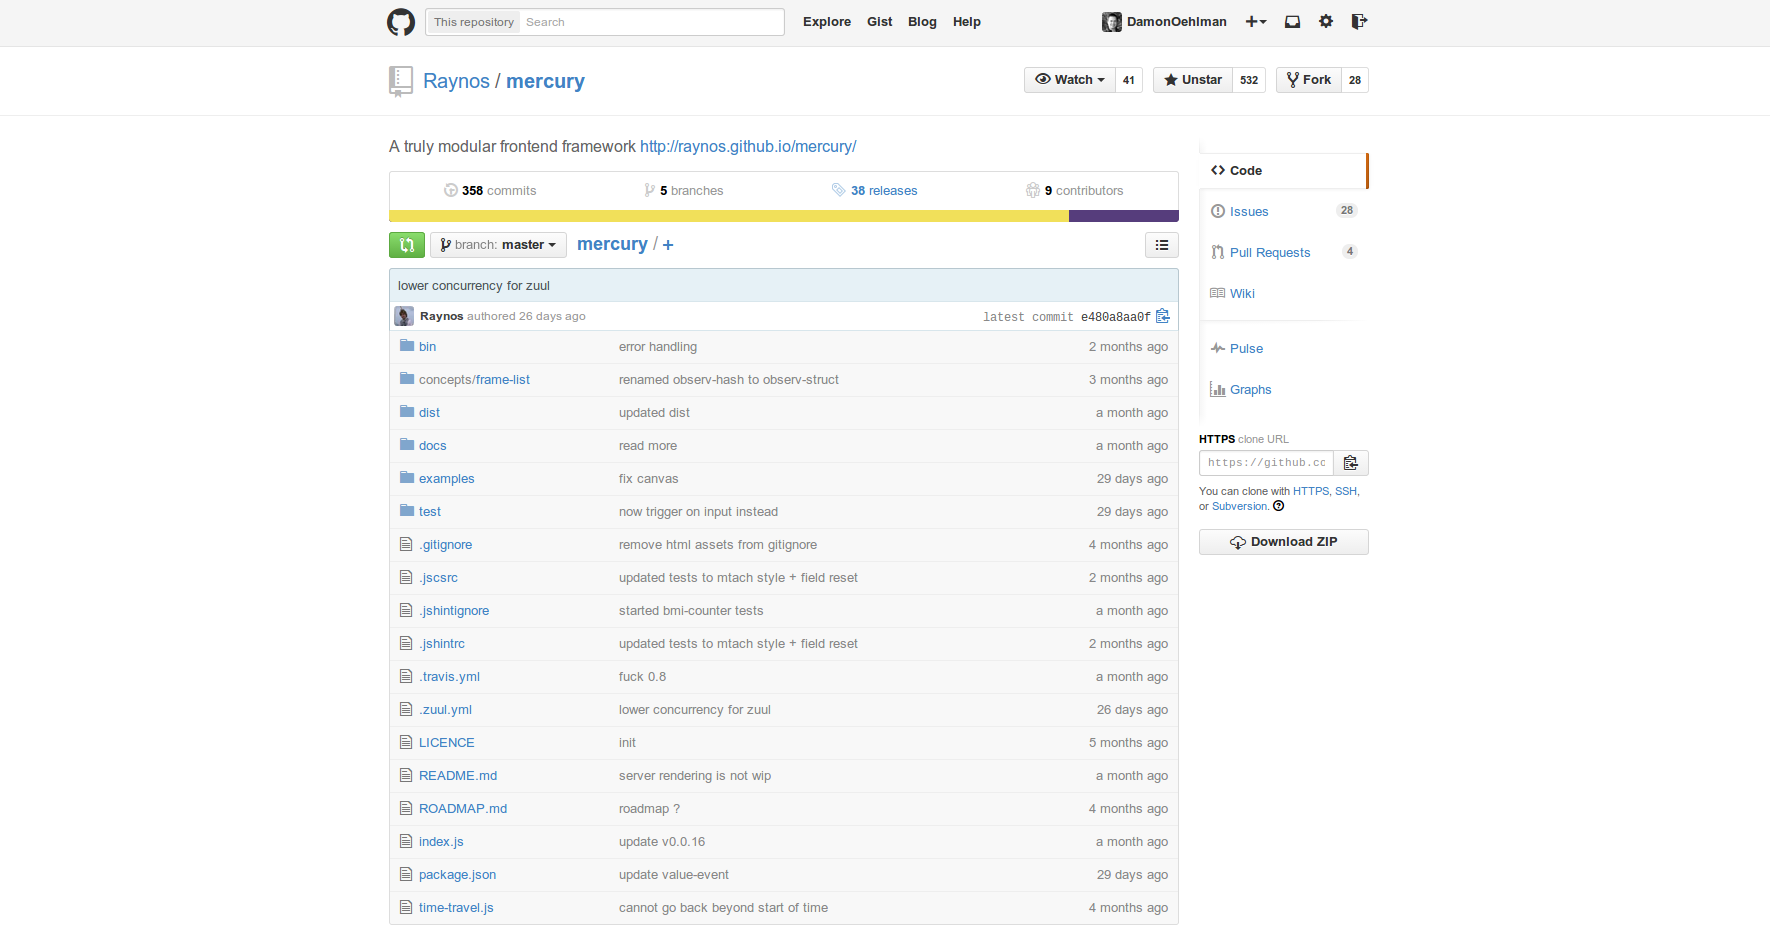 This repository Search Explore Gist Blog Help DamonOehlman
Raynos / mercury Watch 41 Unstar 532 Fork 28
A truly modular frontend framework http://raynos.github.io/mercury/
358 commits 5 branches 38 releases 9 contributors
branch: master mercury / +
lower concurrency for zuul
Raynos authored 26 days ago latest commit e480a8aa0f
bin error handling 2 months ago
concepts/frame-list renamed observ-hash to observ-struct 3 months ago
dist updated dist a month ago
docs read more a month ago
examples fix canvas 29 days ago
test now trigger on input instead 29 days ago
.gitignore remove html assets from gitignore 4 months ago
.jscsrc updated tests to mtach style + field reset 2 months ago
.jshintignore started bmi-counter tests a month ago
.jshintrc updated tests to mtach style + field reset 2 months ago
.travis.yml fuck 0.8 a month ago
.zuul.yml lower concurrency for zuul 26 days ago
LICENCE init 5 months ago
README.md server rendering is not wip a month ago
ROADMAP.md roadmap ? 4 months ago
index.js update v0.0.16 a month ago
package.json update value-event 29 days ago
time-travel.js cannot go back beyond start of time 4 months ago
Code
Issues 28
Pull Requests 4
Wiki
Pulse
Graphs
HTTPS clone URL
https://github.cc
You can clone with HTTPS, SSH,
or Subversion.
Download ZIP